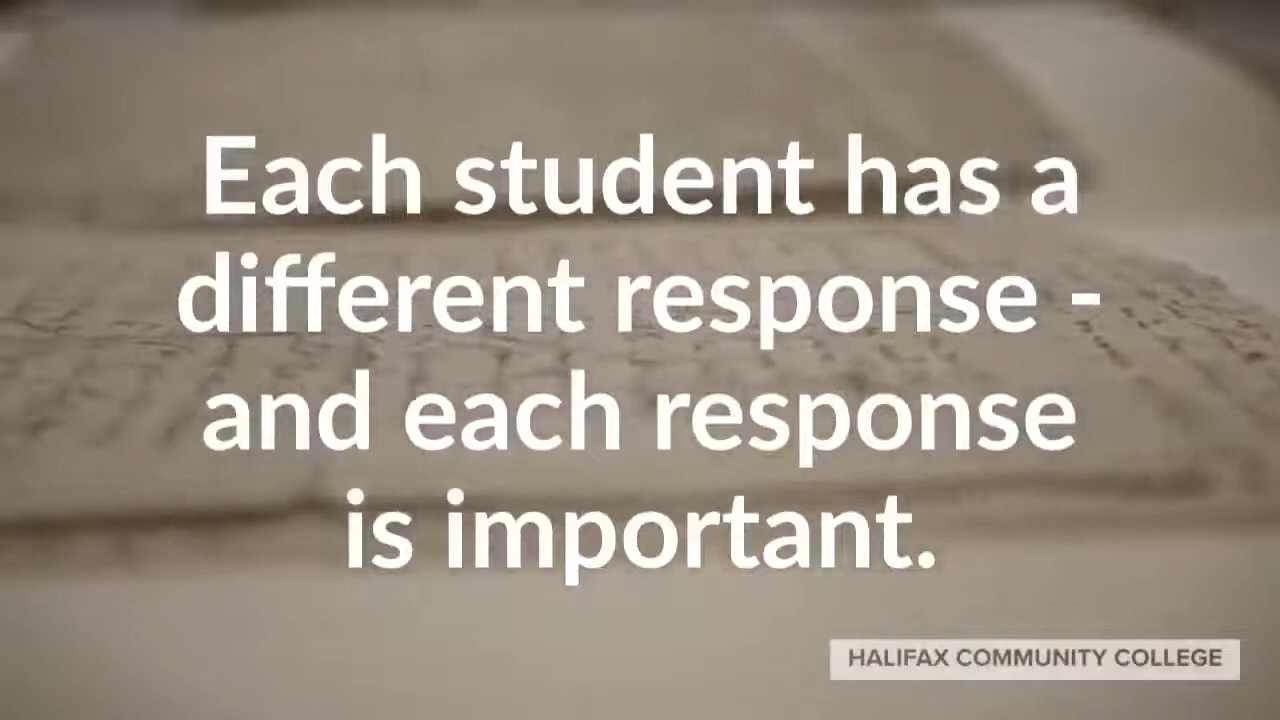 Each student has a
different response -
and each response
is important.
HALIFAX COMMUNITY COLLEGE